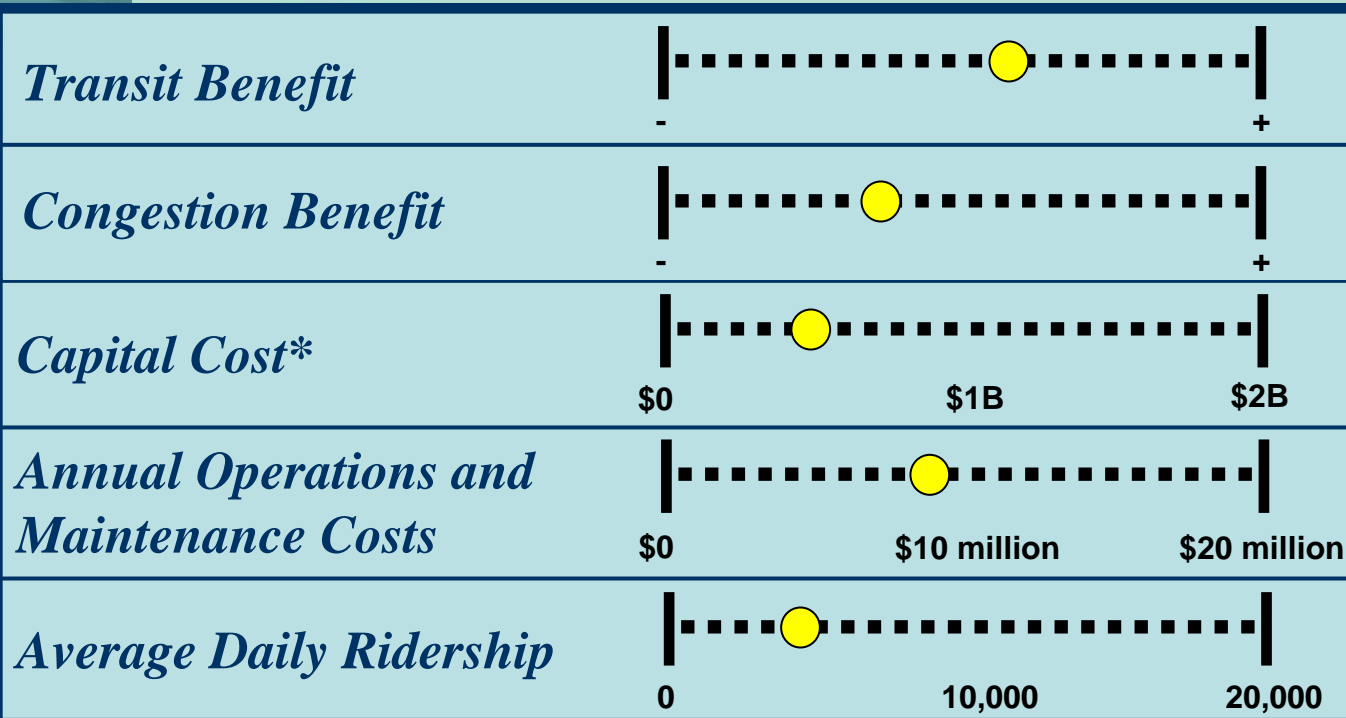 Transit Benefit
- +
Congestion Benefit
- +
Capital Cost*
$0 $1B $2B
Annual Operations and
Maintenance Costs
$0 $10 million $20 million
Average Daily Ridership
0 10,000 20,000